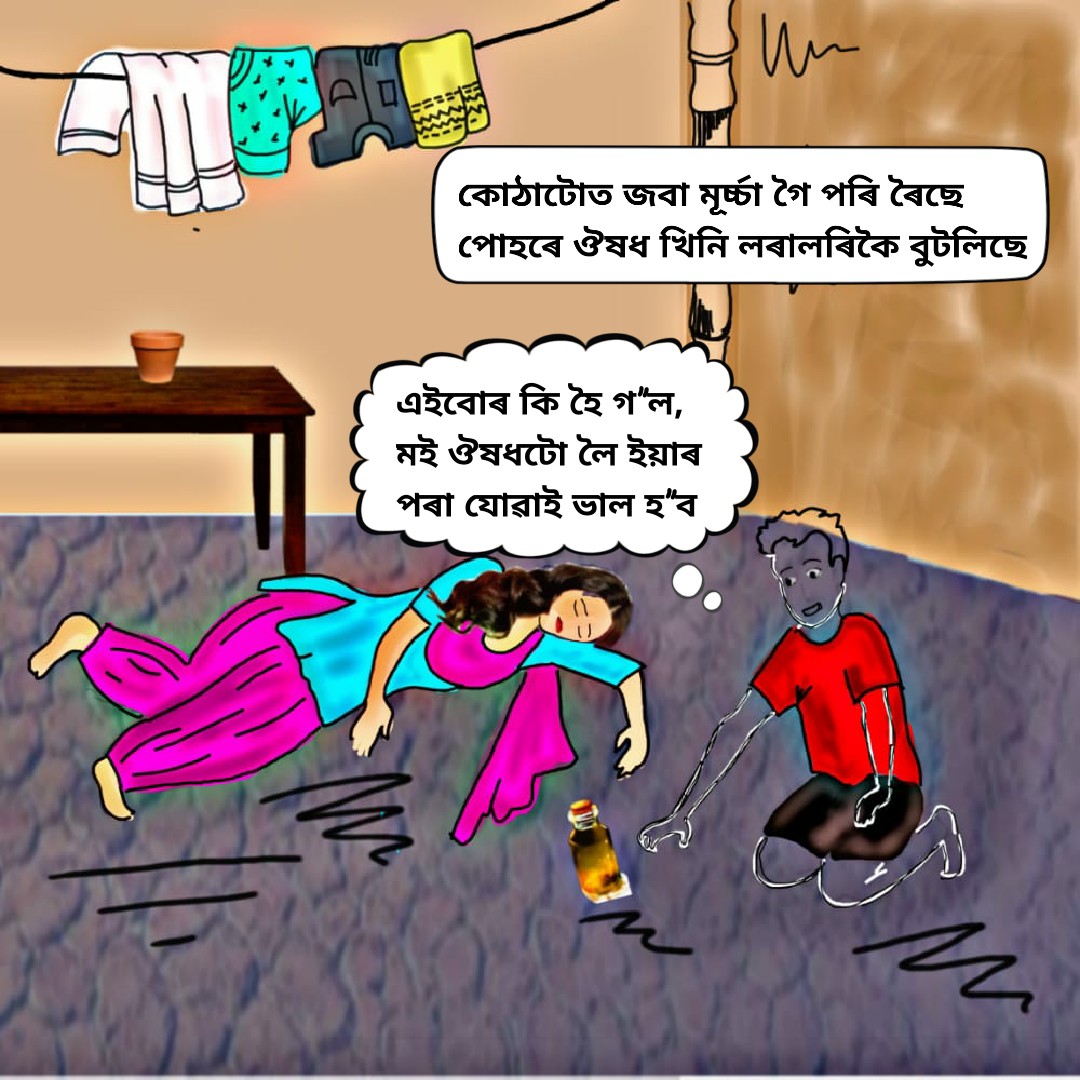 কোঠাটোত জবা মূৰ্চ্চা গৈ পৰি ৰৈছে
পোহৰে ঔষধ খিনি লৰালৰিকৈ বুটলিছে
এইবোৰ কি হৈ গ"ল,
মই ঔষধটো লৈ ইয়াৰ
পৰা যোৱাই ভাল হ"ব